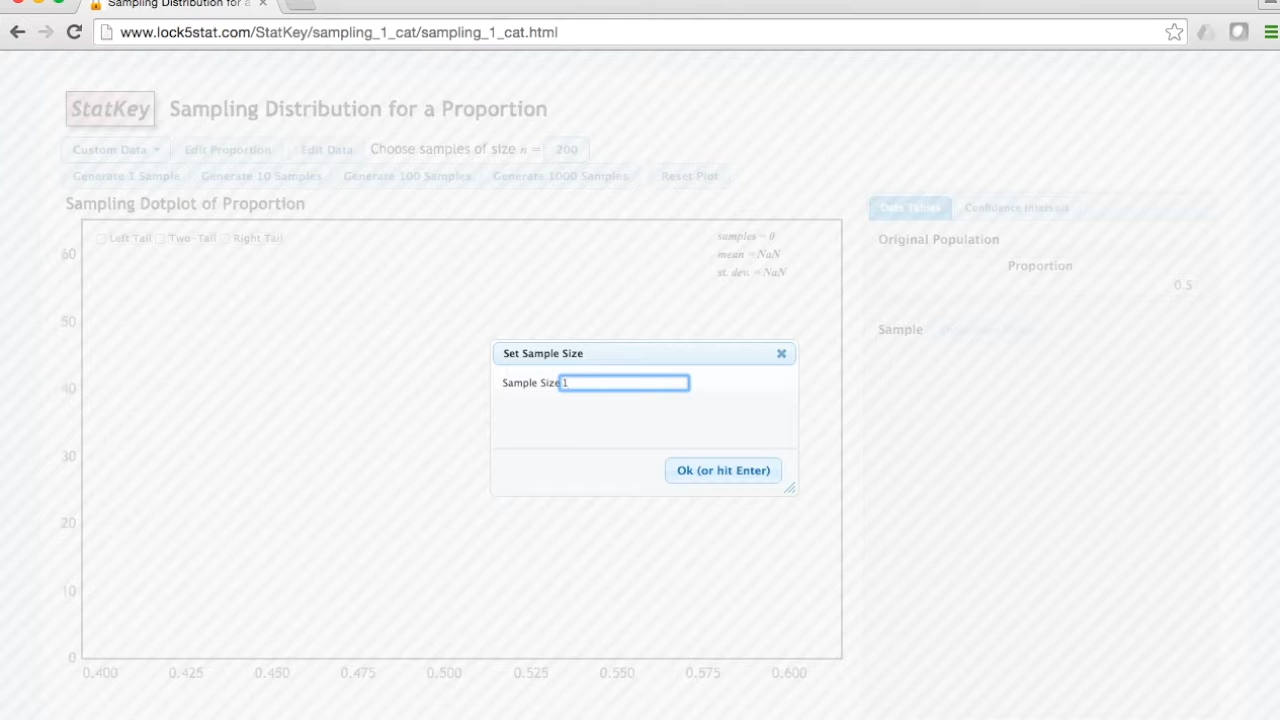 Sampling Distribution for a
www.lock5stat.com/StatKey/sampling_1_cat/sampling_1_cat.html
StatKey Sampling Distribution for a Proportion
Custom Data Edit Proportion Edit Data Choose samples of size n = 200
Generate 1 Sample Generate 10 Samples Generate 100 Samples Generate 1000 Samples Reset Plot
Sampling Dotplot of Proportion
Data Tables Confidence Intervals
Left Tail Two-Tail Right Tail
samples = 0
mean = NaN
st. dev. = NaN
Original Population
Proportion
0.5
Sample
60
50
40
30
20
10
0
0.400 0.425 0.450 0.475 0.500 0.525 0.550 0.575 0.600
Set Sample Size
Sample Size 1
Ok (or hit Enter)